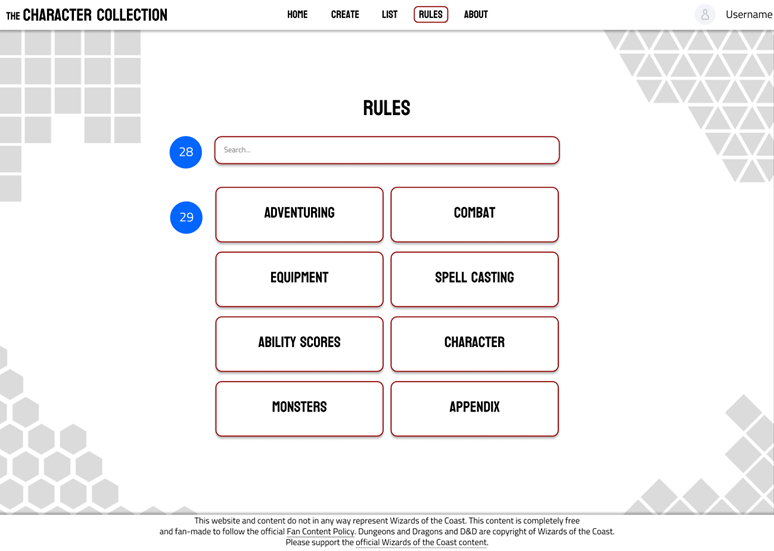 THE CHARACTER COLLECTION HOME CREATE LIST RULES ABOUT Username
RULES
28 Search...
29 ADVENTURING COMBAT
EQUIPMENT SPELL CASTING
ABILITY SCORES CHARACTER
MONSTERS APPENDIX
This website and content do not in any way represent Wizards of the Coast. This content is completely free
and fan-made to follow the official Fan Content Policy. Dungeons and Dragons and D&D are copyright of Wizards of the Coast.
Please support the official Wizards of the Coast content.